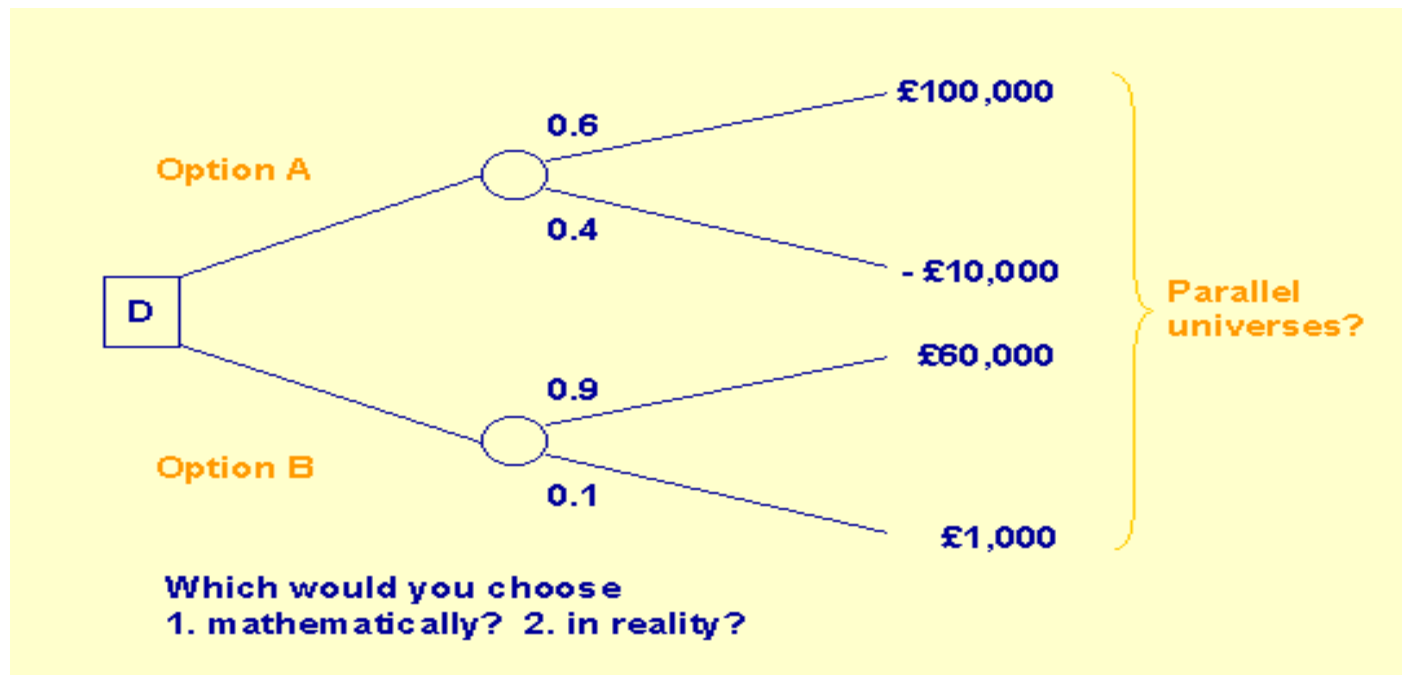 £100,000
0.6
Option A
0.4
- £10,000
D
Parallel
universes?
£60,000
0.9
Option B
0.1
£1,000
Which would you choose
1. mathematically? 2. in reality?